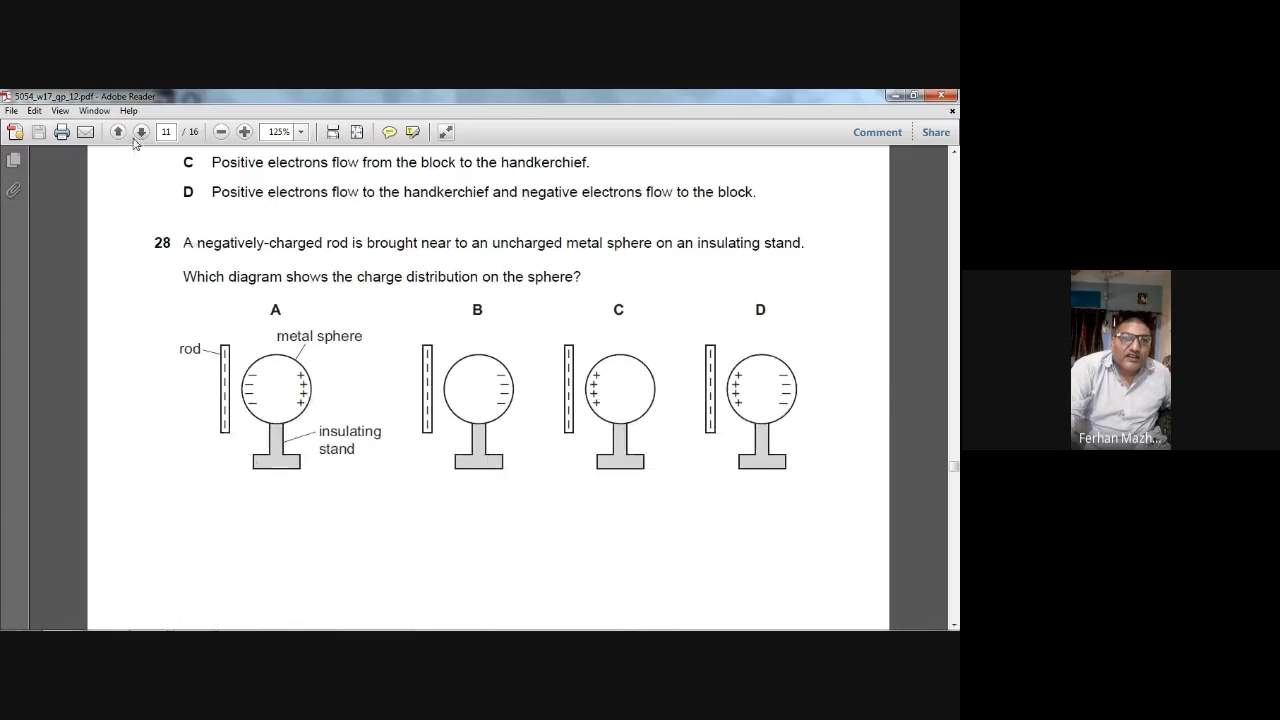 5054_w17_qp_12.pdf - Adobe Reader
File Edit View Window Help
11 / 16 125% Comment Share
C Positive electrons flow from the block to the handkerchief.
D Positive electrons flow to the handkerchief and negative electrons flow to the block.
28 A negatively-charged rod is brought near to an uncharged metal sphere on an insulating stand.
Which diagram shows the charge distribution on the sphere?
A B C D
metal sphere
rod
insulating
stand
Ferhan Mazh...